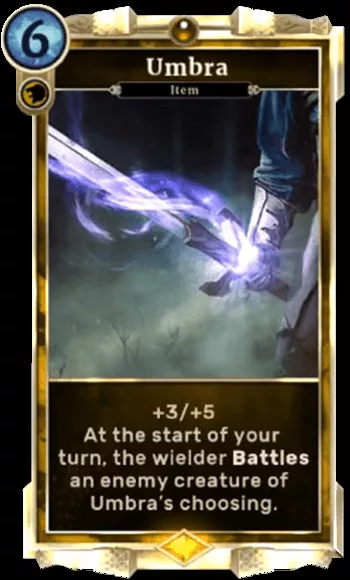 6
Umbra
Item
+3/+5
At the start of your
turn, the wielder Battles
an enemy creature of
Umbra's choosing.